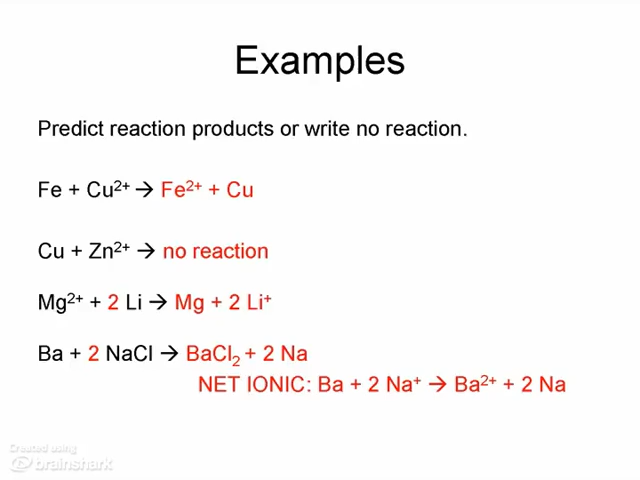 Examples
Predict reaction products or write no reaction.
Fe + Cu²⁺ → Fe²⁺ + Cu
Cu + Zn²⁺ → no reaction
Mg²⁺ + 2 Li → Mg + 2 Li⁺
Ba + 2 NaCl → BaCl₂ + 2 Na
NET IONIC: Ba + 2 Na⁺ → Ba²⁺ + 2 Na
Created using
brainshark